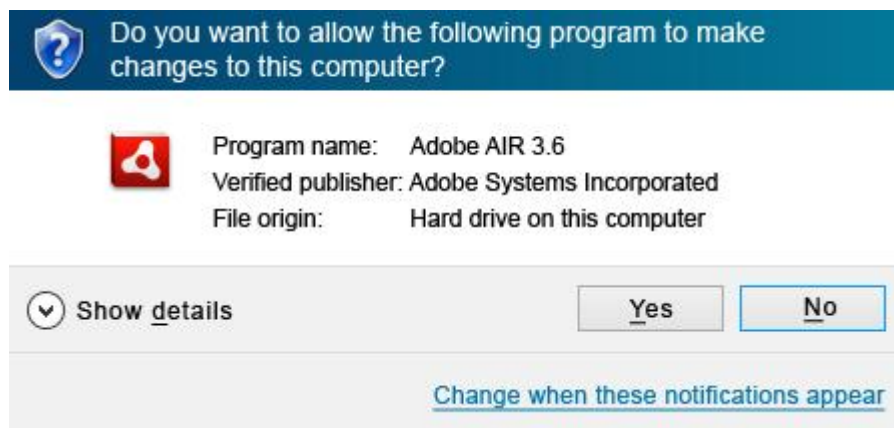 Do you want to allow the following program to make
changes to this computer?
Program name: Adobe AIR 3.6
Verified publisher: Adobe Systems Incorporated
File origin: Hard drive on this computer
Show details
Yes
No
Change when these notifications appear